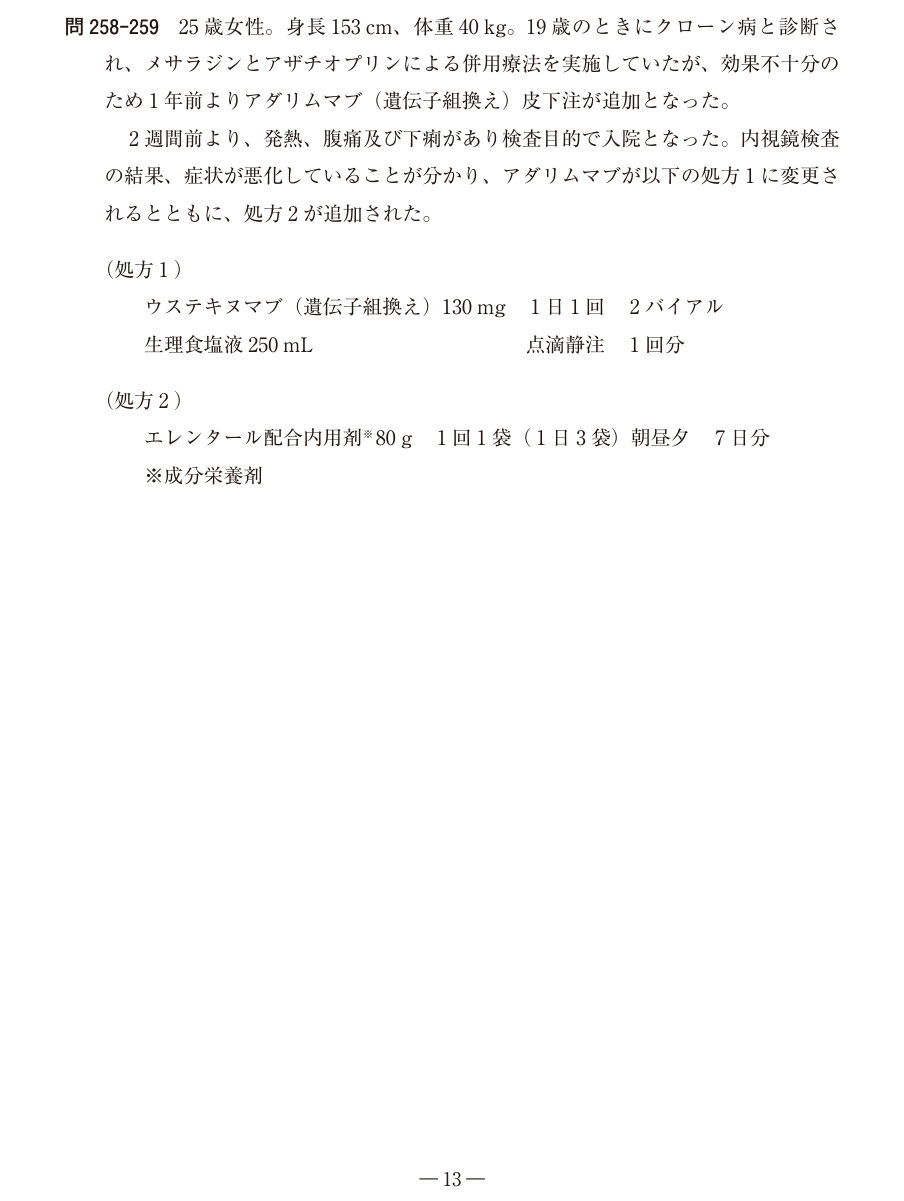 問 258-259　25 歳女性。身長 153 cm、体重 40 kg。19 歳のときにクローン病と診断さ
れ、メサラジンとアザチオプリンによる併用療法を実施していたが、効果不十分の
ため1年前よりアダリムマブ（遺伝子組換え）皮下注が追加となった。
2週間前より、発熱、腹痛及び下痢があり検査目的で入院となった。内視鏡検査
の結果、症状が悪化していることが分かり、アダリムマブが以下の処方1に変更さ
れるとともに、処方2が追加された。
（処方1）
ウステキヌマブ（遺伝子組換え）130 mg　1日1回　2バイアル
生理食塩液 250 mL　点滴静注　1回分
（処方2）
エレンタール配合内用剤※80 g　1回1袋（1日3袋）朝昼夕　7日分
※成分栄養剤
— 13 —